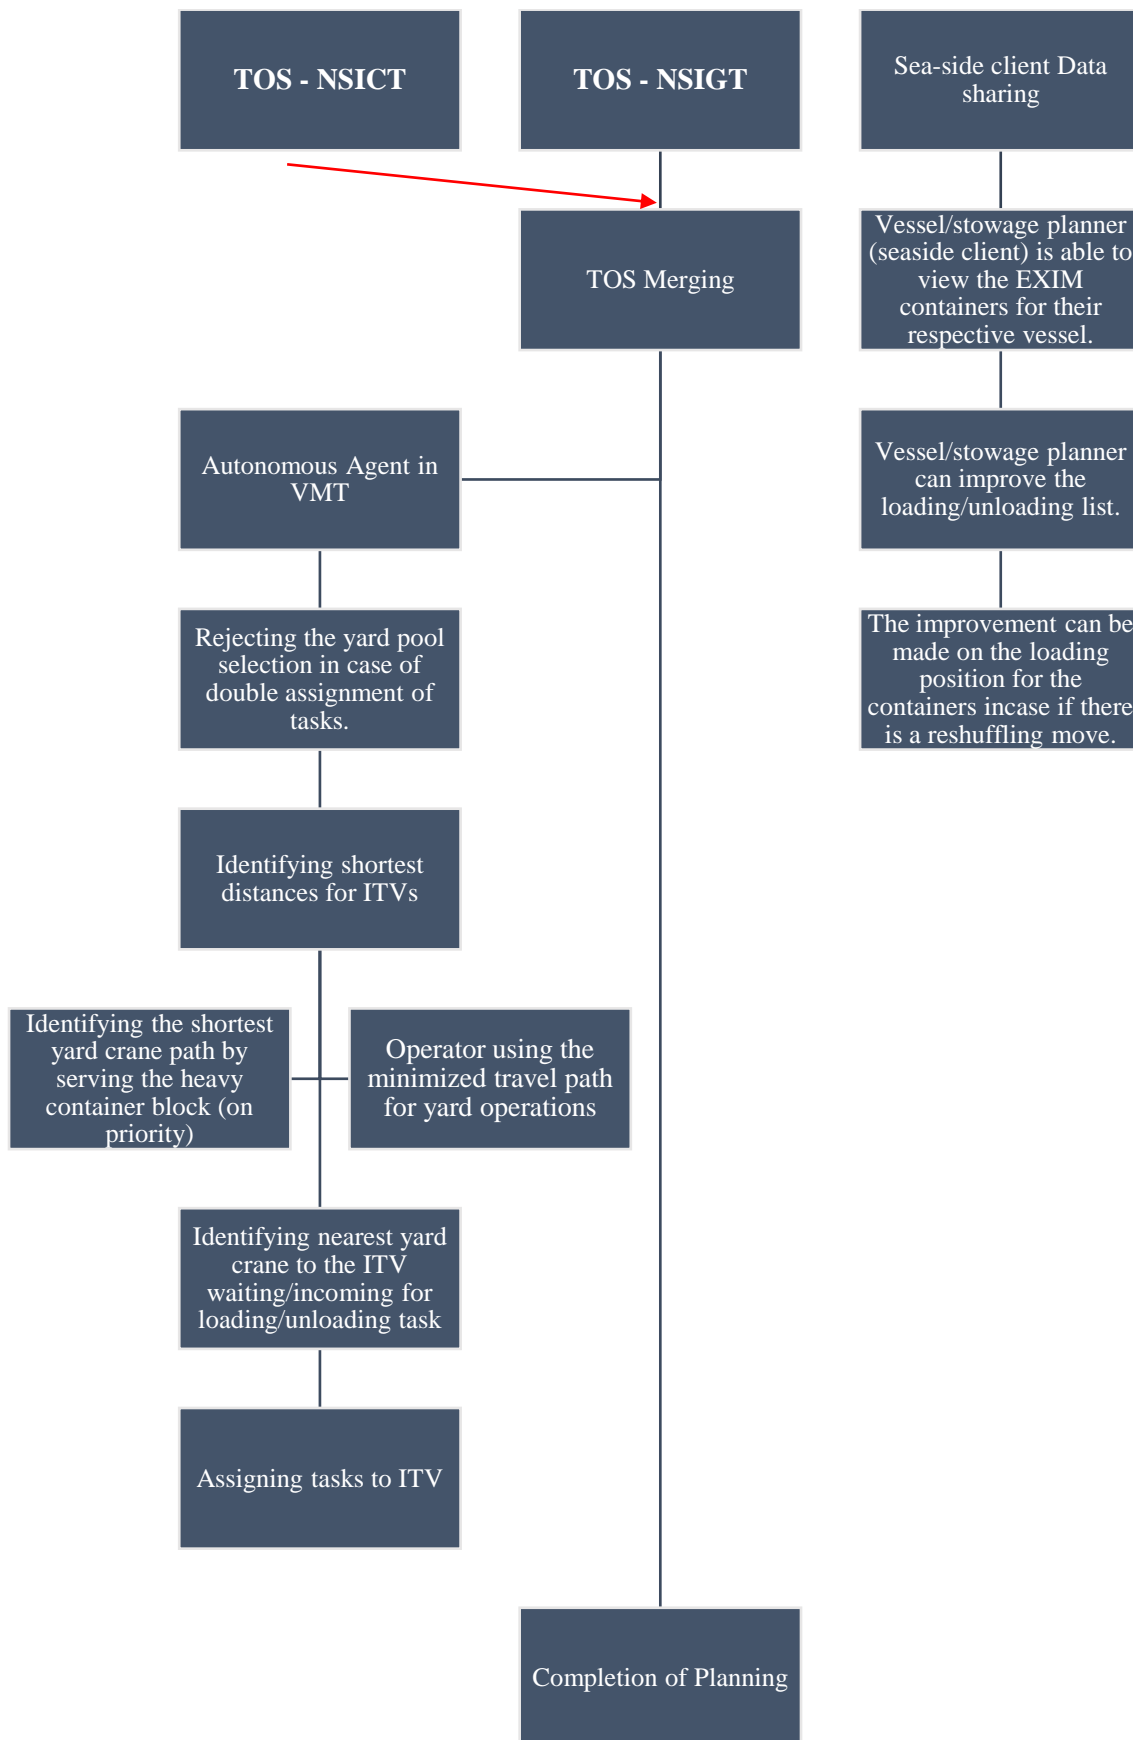 TOS - NSICT
TOS - NSIGT
Sea-side client Data
sharing
TOS Merging
Vessel/stowage planner
(seaside client) is able to
view the EXIM
containers for their
respective vessel.
Autonomous Agent in
VMT
Vessel/stowage planner
can improve the
loading/unloading list.
Rejecting the yard pool
selection in case of
double assignment of
tasks.
The improvement can be
made on the loading
position for the
containers incase if there
is a reshuffling move.
Identifying shortest
distances for ITVs
Identifying the shortest
yard crane path by
serving the heavy
container block (on
priority)
Operator using the
minimized travel path
for yard operations
Identifying nearest yard
crane to the ITV
waiting/incoming for
loading/unloading task
Assigning tasks to ITV
Completion of Planning